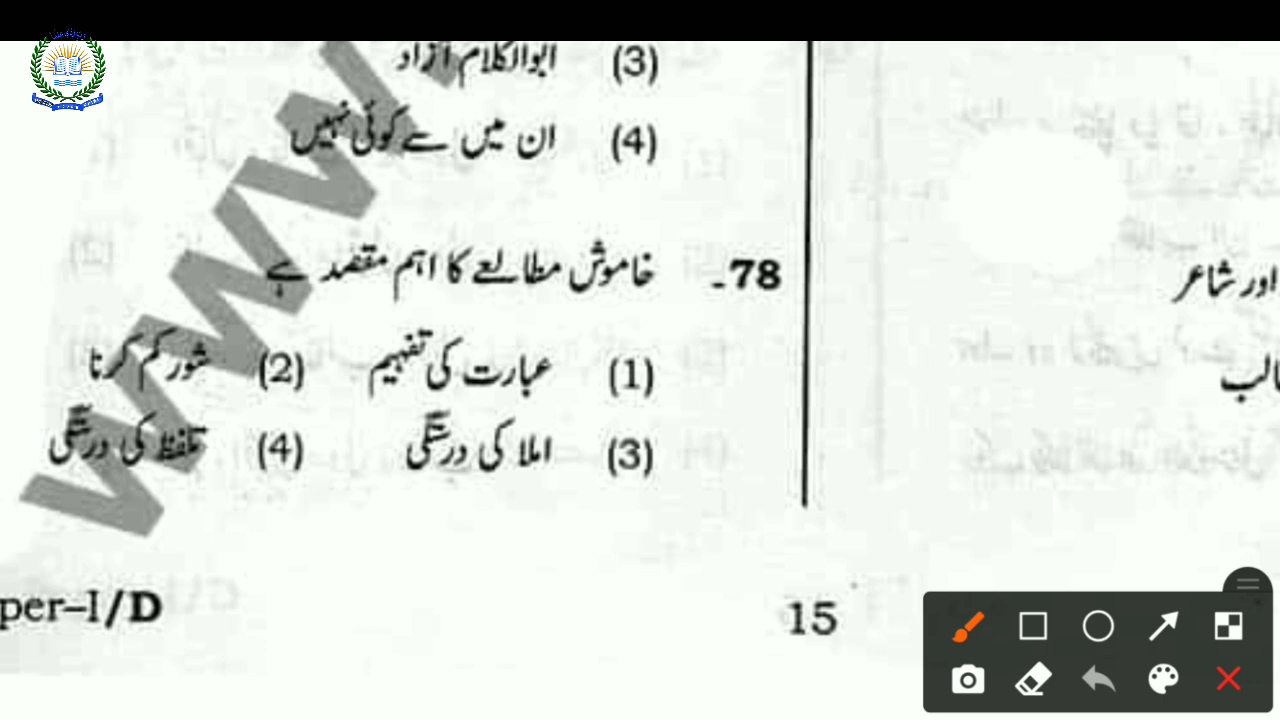 (3) ابوالکلام آزاد
(4) ان میں سے کوئی نہیں
78۔ خاموش مطالعے کا اہم مقصد ہے
(1) عبارت کی تفہیم (2) شور کم کرنا
(3) املا کی درستگی (4) تلفظ کی درستگی
اور شاعر
per–I/D
15
WWW